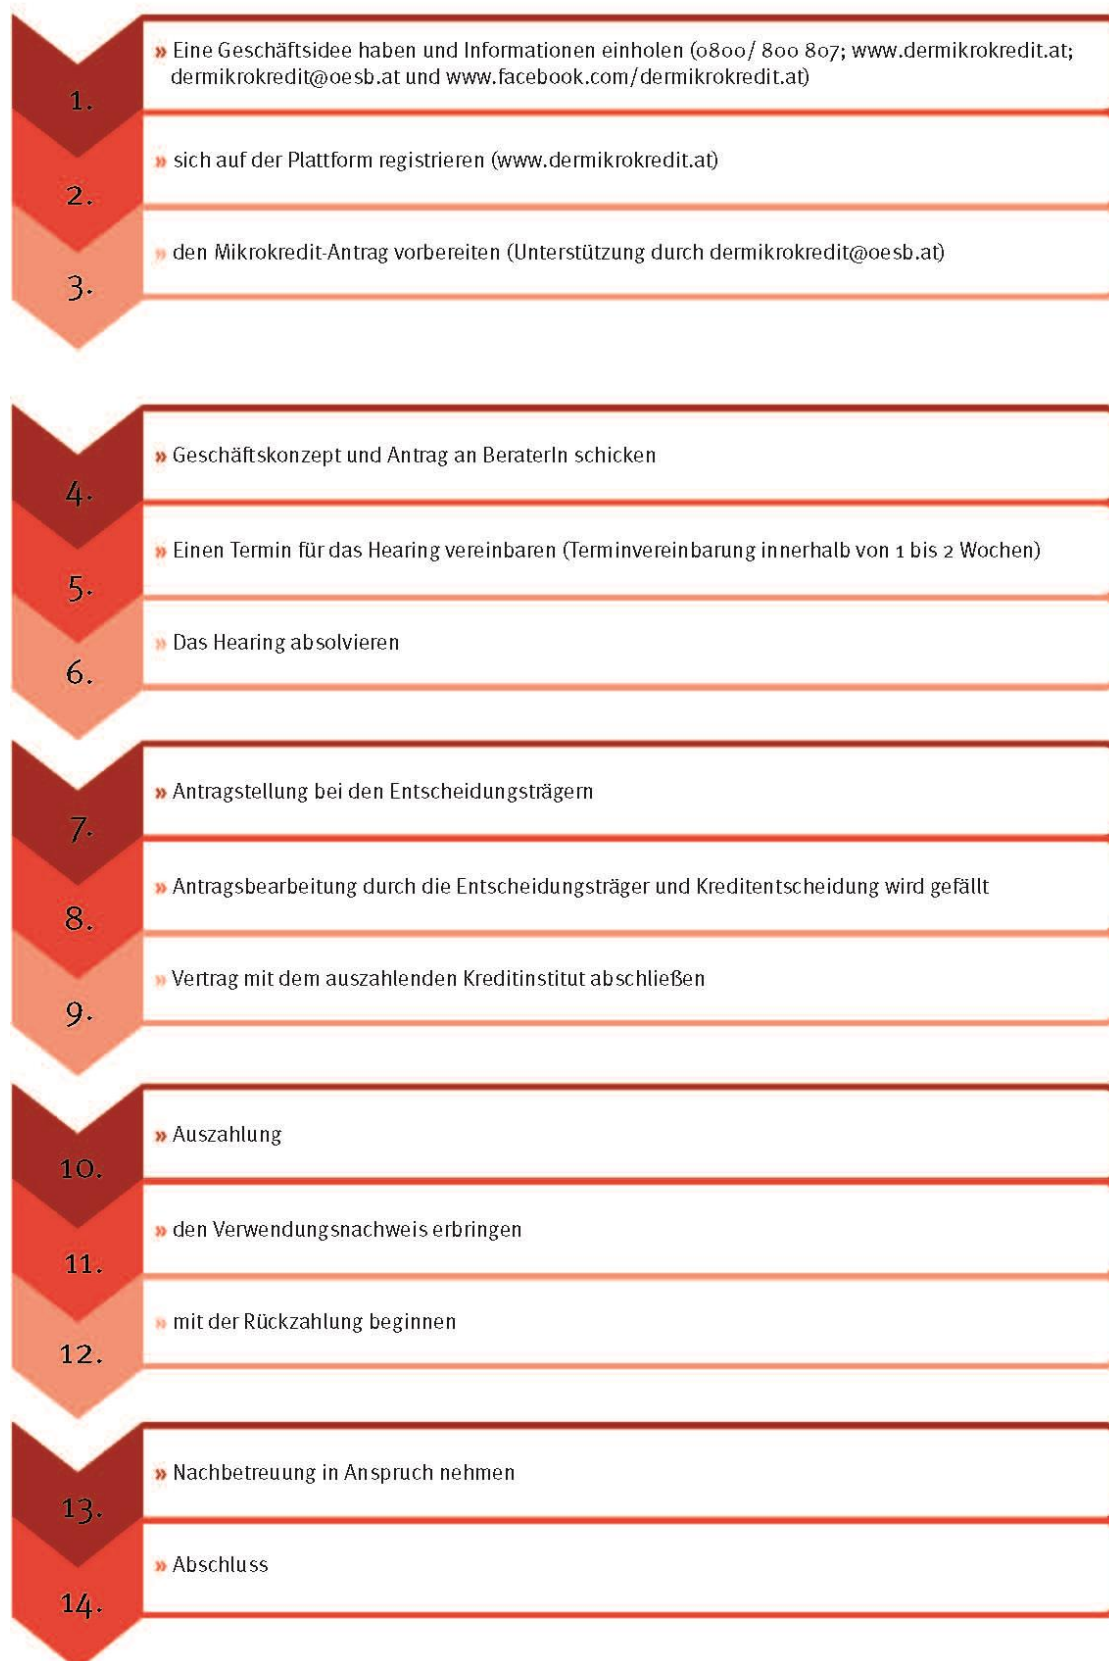 1.
» Eine Geschäftsidee haben und Informationen einholen (0800/ 800 807; www.dermikrokredit.at;
dermikrokredit@oesb.at und www.facebook.com/dermikrokredit.at)
2.
» sich auf der Plattform registrieren (www.dermikrokredit.at)
3.
» den Mikrokredit-Antrag vorbereiten (Unterstützung durch dermikrokredit@oesb.at)
4.
» Geschäftskonzept und Antrag an BeraterIn schicken
5.
» Einen Termin für das Hearing vereinbaren (Terminvereinbarung innerhalb von 1 bis 2 Wochen)
6.
» Das Hearing absolvieren
7.
» Antragstellung bei den Entscheidungsträgern
8.
» Antragsbearbeitung durch die Entscheidungsträger und Kreditentscheidung wird gefällt
9.
» Vertrag mit dem auszahlenden Kreditinstitut abschließen
10.
» Auszahlung
11.
» den Verwendungsnachweis erbringen
12.
» mit der Rückzahlung beginnen
13.
» Nachbetreuung in Anspruch nehmen
14.
» Abschluss